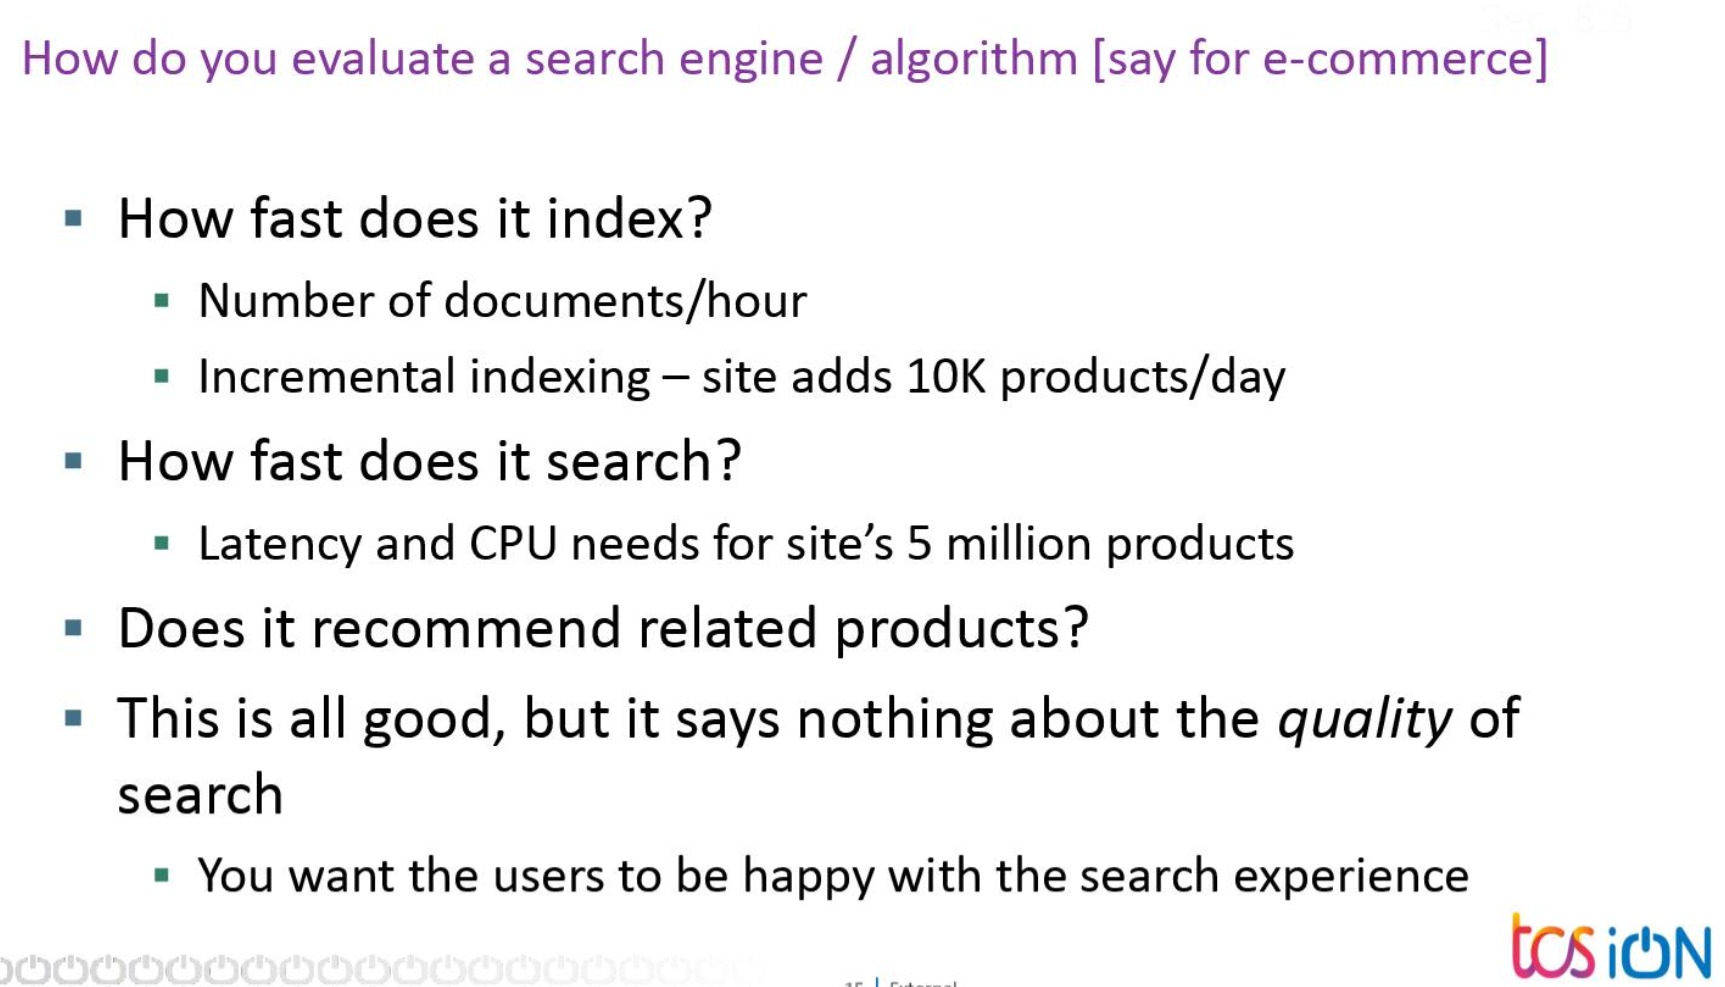 Sec. 8.6
How do you evaluate a search engine / algorithm [say for e-commerce]
▪ How fast does it index?
▪ Number of documents/hour
▪ Incremental indexing – site adds 10K products/day
▪ How fast does it search?
▪ Latency and CPU needs for site’s 5 million products
▪ Does it recommend related products?
▪ This is all good, but it says nothing about the quality of
search
▪ You want the users to be happy with the search experience
tcs iON
15 | External